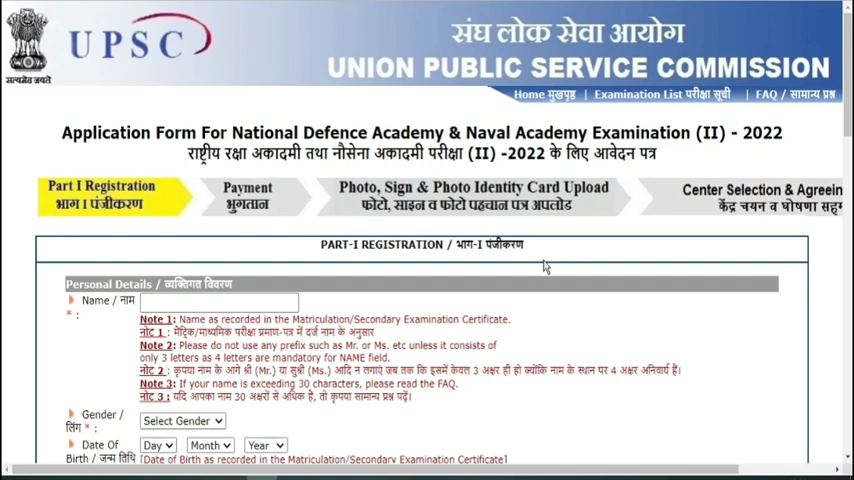 सत्यमेव जयते
UPSC
संघ लोक सेवा आयोग
UNION PUBLIC SERVICE COMMISSION
Home मुखपृष्ठ | Examination List परीक्षा सूची | FAQ / सामान्य प्रश्न
Application Form For National Defence Academy & Naval Academy Examination (II) - 2022
राष्ट्रीय रक्षा अकादमी तथा नौसेना अकादमी परीक्षा (II) -2022 के लिए आवेदन पत्र
Part I Registration
भाग I पंजीकरण
Payment
भुगतान
Photo, Sign & Photo Identity Card Upload
फोटो, साइन व फोटो पहचान पत्र अपलोड
Center Selection & Agreein
केंद्र चयन व घोषणा सहम
PART-I REGISTRATION / भाग-I पंजीकरण
Personal Details / व्यक्तिगत विवरण
Name / नाम
* :
Note 1: Name as recorded in the Matriculation/Secondary Examination Certificate.
नोट 1 : मैट्रिक/माध्यमिक परीक्षा प्रमाण-पत्र में दर्ज नाम के अनुसार
Note 2: Please do not use any prefix such as Mr. or Ms. etc unless it consists of
only 3 letters as 4 letters are mandatory for NAME field.
नोट 2 : कृपया नाम के आगे श्री (Mr.) या सुश्री (Ms.) आदि न लगाएं जब तक कि इसमें केवल 3 अक्षर ही हो क्योंकि नाम के स्थान पर 4 अक्षर अनिवार्य हैं।
Note 3: If your name is exceeding 30 characters, please read the FAQ.
नोट 3 : यदि आपका नाम 30 अक्षरों से अधिक है, तो कृपया सामान्य प्रश्न पढ़ें।
Gender /
लिंग * :
Select Gender
Date Of
Birth / जन्म तिथि
Day Month Year
[Date of Birth as recorded in the Matriculation/Secondary Examination Certificate]